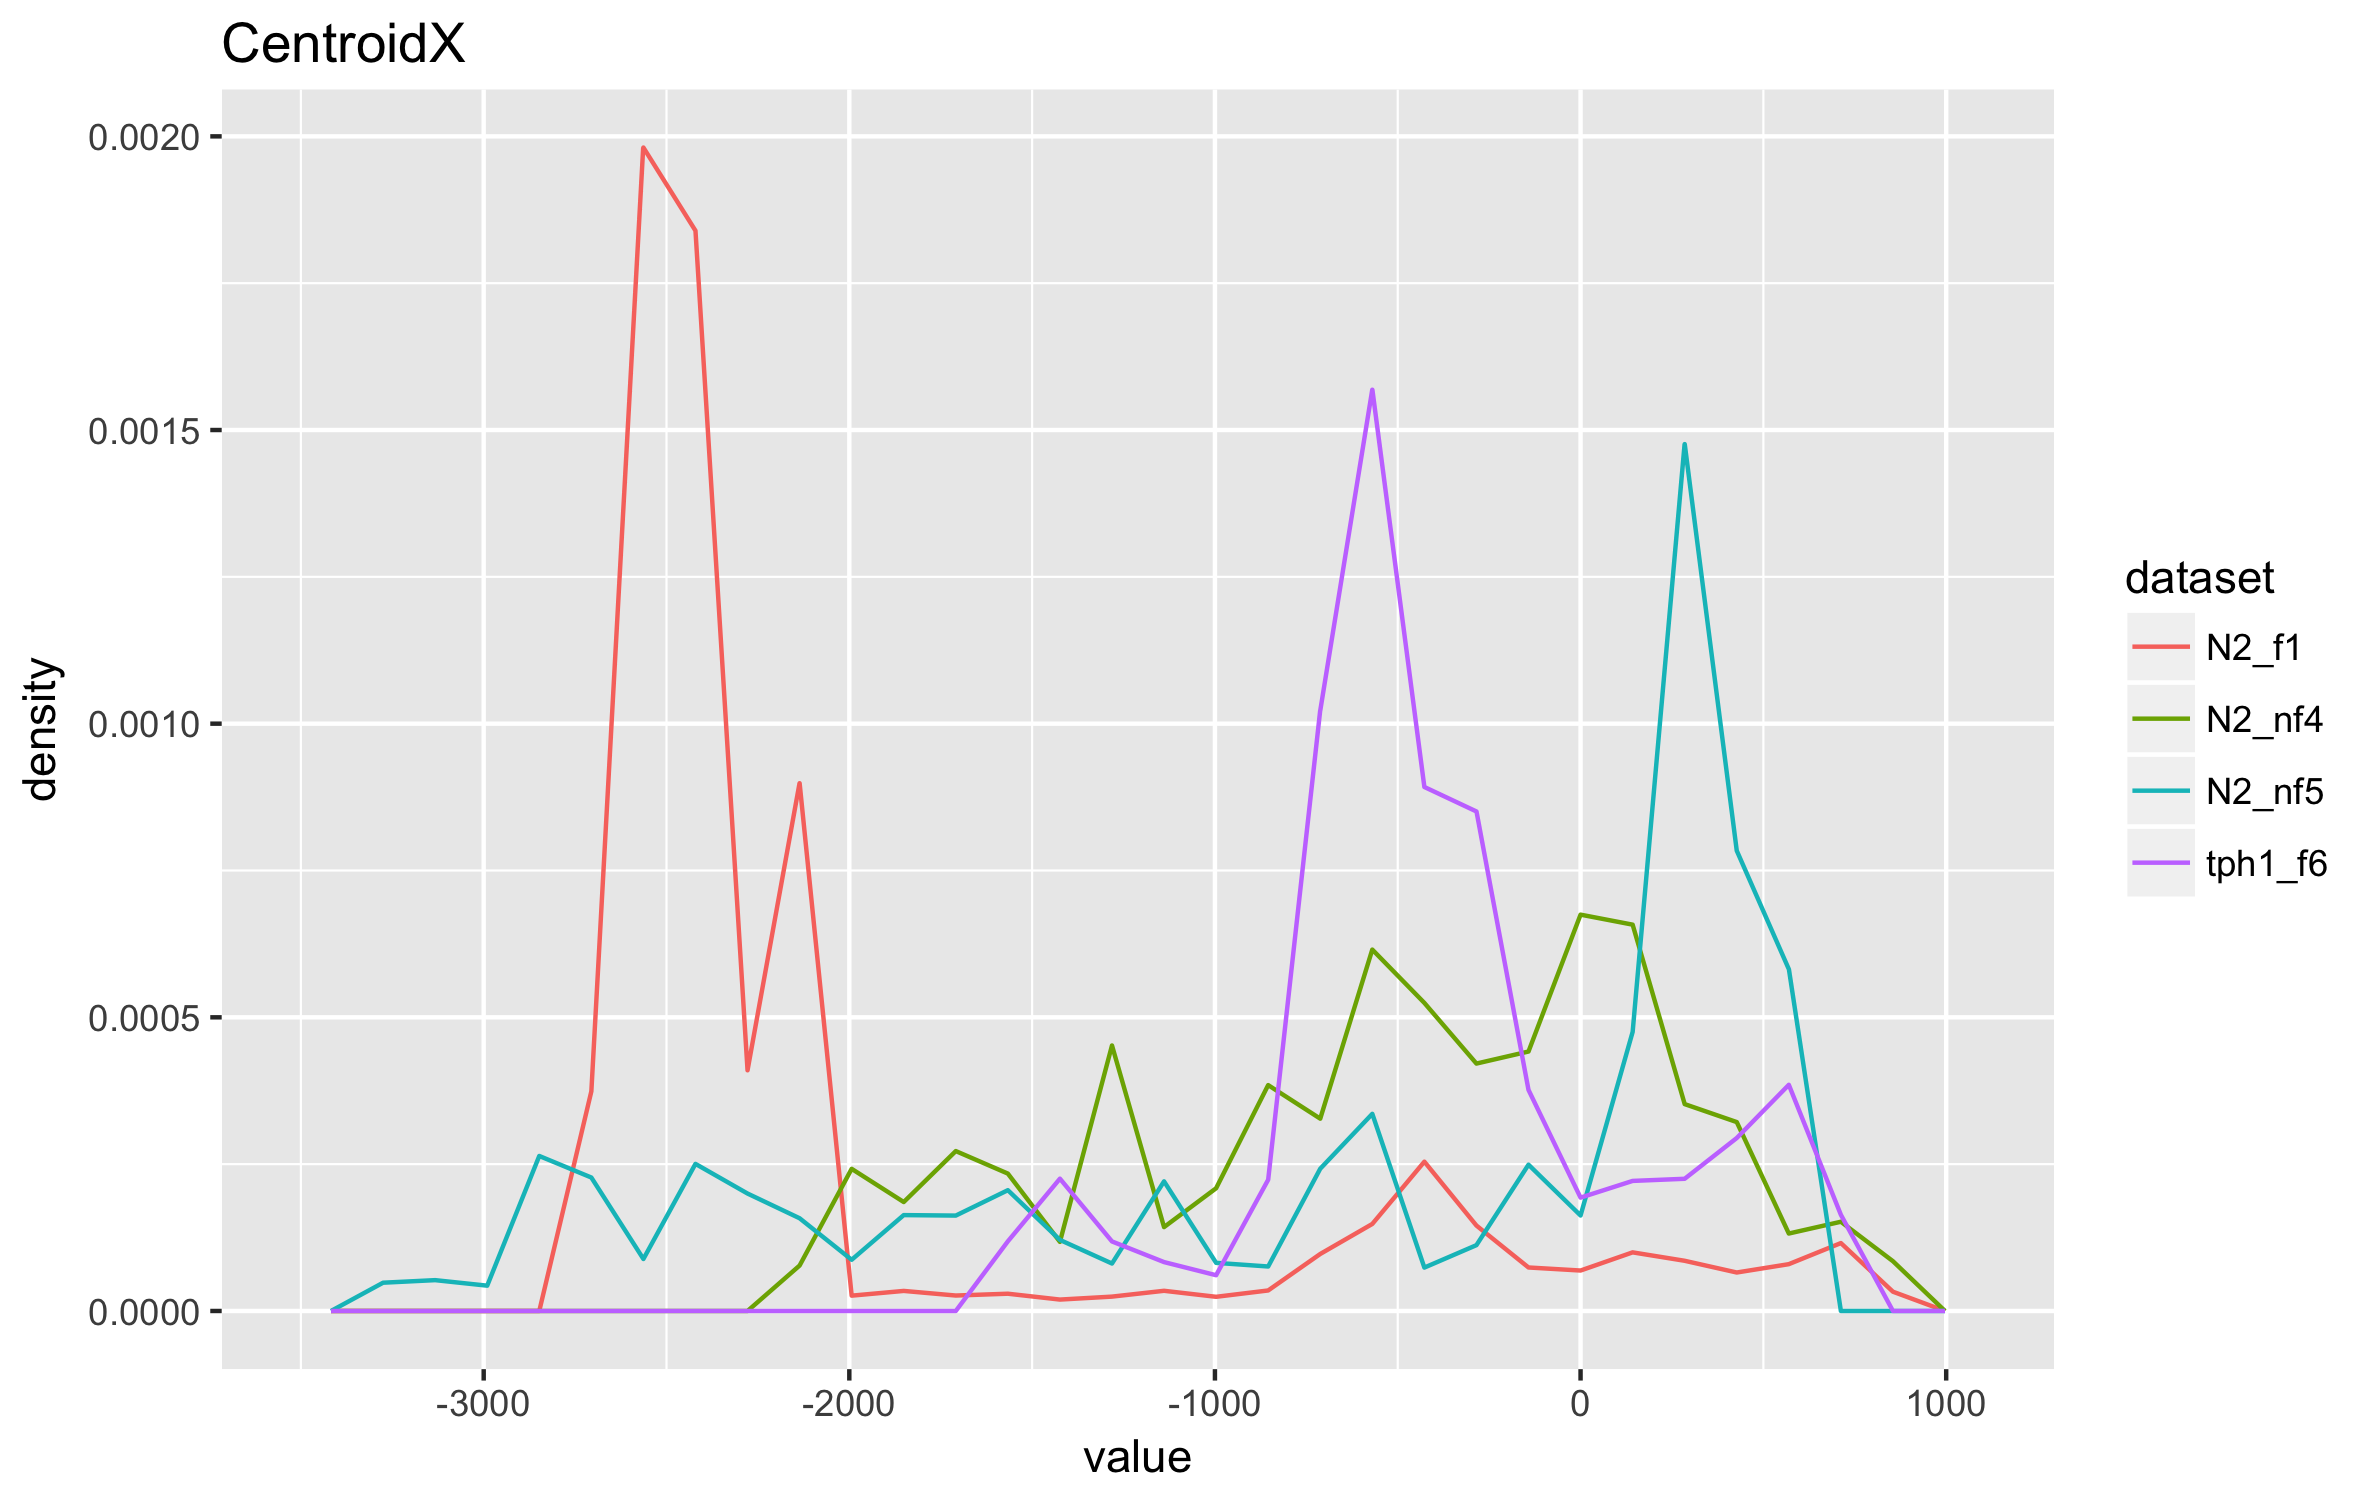 CentroidX
0.0020
0.0015
0.0010
0.0005
0.0000
density
-3000
-2000
-1000
0
1000
value
dataset
N2_f1
N2_nf4
N2_nf5
tph1_f6